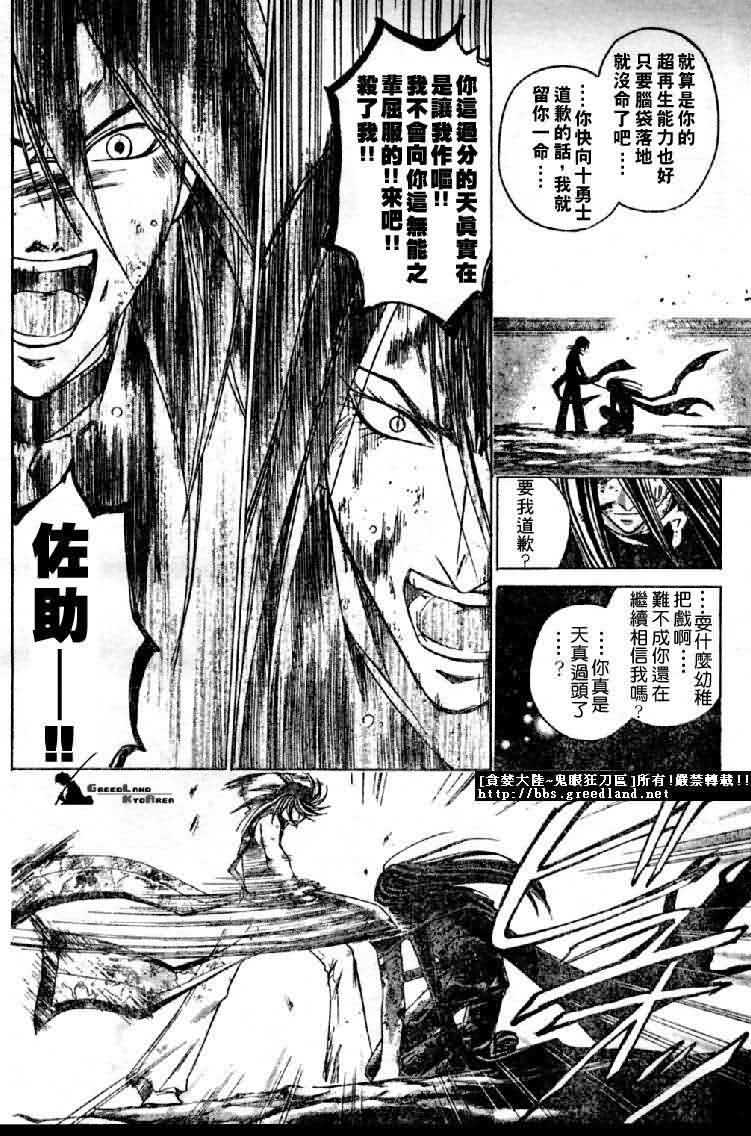 就算是你的
超再生能力也好
只要腦袋落地
就沒命了吧‥‥
‥‥你快向十勇士
道歉的話，我就
留你一命‥‥
要我道歉？
‥‥耍什麼幼稚
把戲啊‥‥
難不成你還在
繼續相信我嗎？
‥‥你真是
天真過頭了
‥‥？
你這過分的天真實在
是讓我作嘔!!
我不會向你這無能之
輩屈服的!!來吧!!
殺了我!!
佐助——!!
GreedLand
KyoArea
[貪婪大陸~鬼眼狂刀區]所有!嚴禁轉載!!
http://bbs.greedland.net